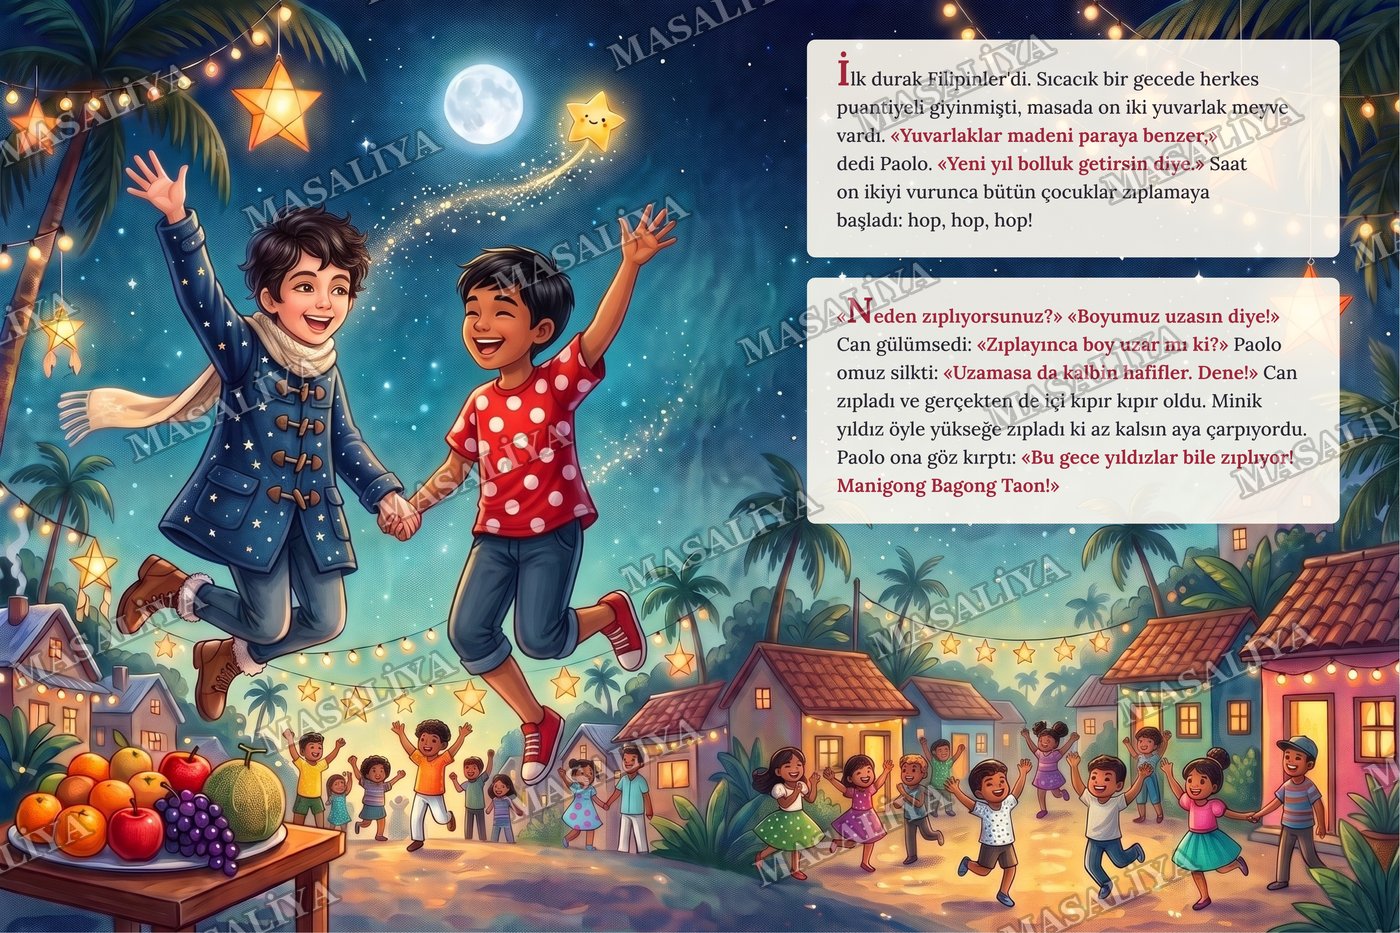 İlk durak Filipinler'di. Sıcacık bir gecede herkes
puantiyeli giyinmişti, masada on iki yuvarlak meyve
vardı. «Yuvarlaklar madeni paraya benzer,»
dedi Paolo. «Yeni yıl bolluk getirsin diye.» Saat
on ikiyi vurunca bütün çocuklar zıplamaya
başladı: hop, hop, hop!
«Neden zıplıyorsunuz?» «Boyumuz uzasın diye!»
Can gülümsedi: «Zıplayınca boy uzar mı ki?» Paolo
omuz silkti: «Uzamasa da kalbin hafifler. Dene!» Can
zıpladı ve gerçekten de içi kıpır kıpır oldu. Minik
yıldız öyle yükseğe zıpladı ki az kalsın aya çarpıyordu.
Paolo ona göz kırptı: «Bu gece yıldızlar bile zıplıyor!
Manigong Bagong Taon!»
MASALİYA